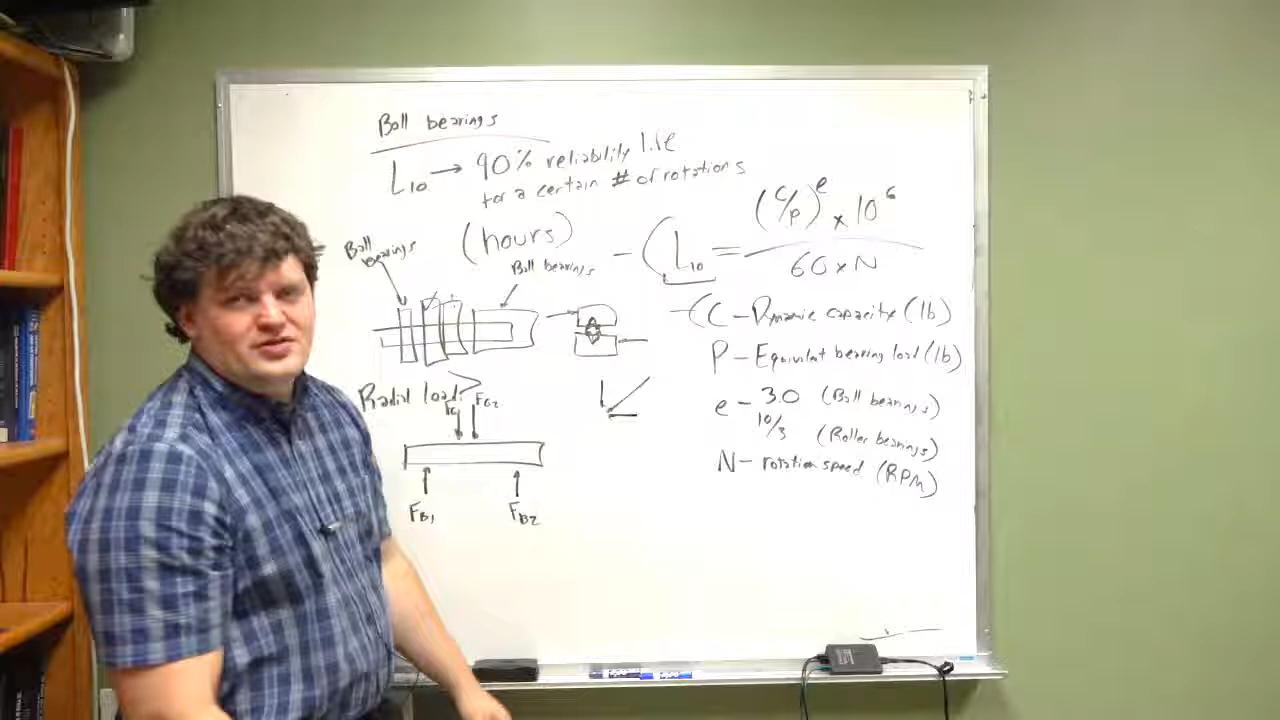 Ball bearings
L10 → 90% reliability life
for a certain # of rotations
(hours)
L10 = (C/P)^e x 10^6
60 x N
Ball bearings
Ball bearings
C - Dynamic capacity (lb)
P - Equivalent bearing load (lb)
e - 3.0 (Ball bearings)
10/3 (Roller bearings)
N - rotation speed (RPM)
Radial load
FG2
FB1
FB2